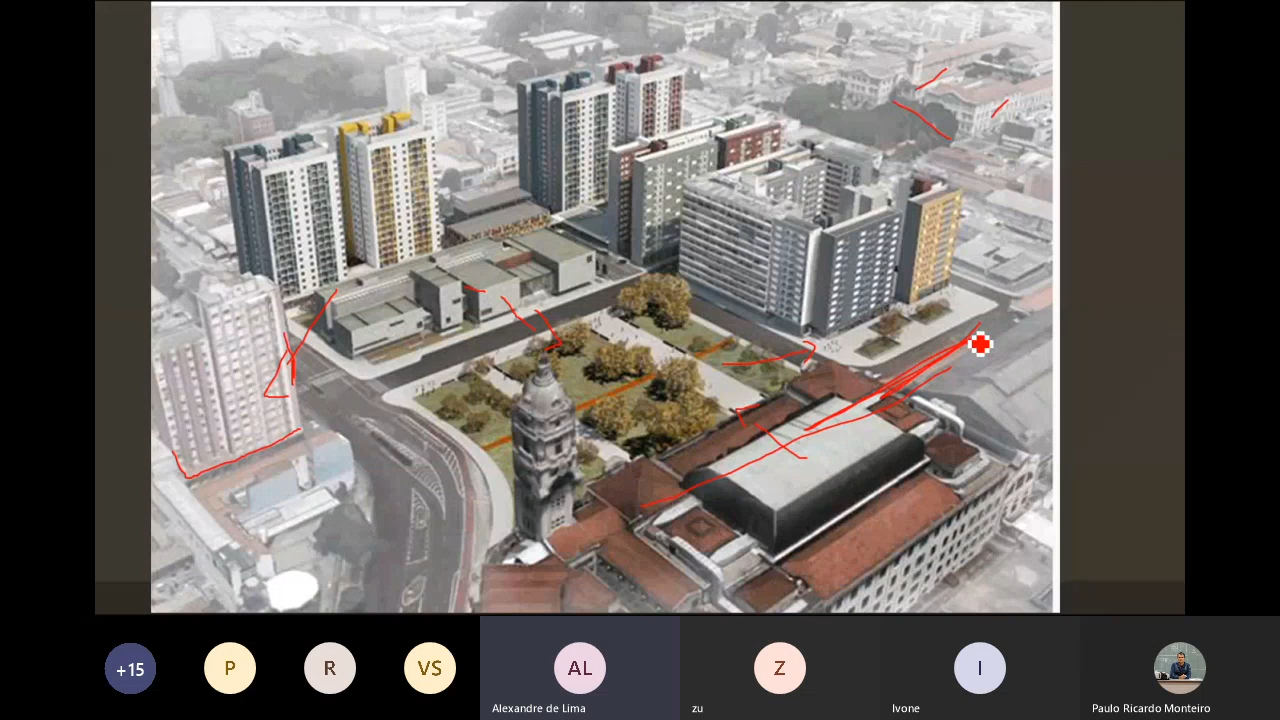 +15
P
R
VS
AL
Z
I
Alexandre de Lima
zu
Ivone
Paulo Ricardo Monteiro